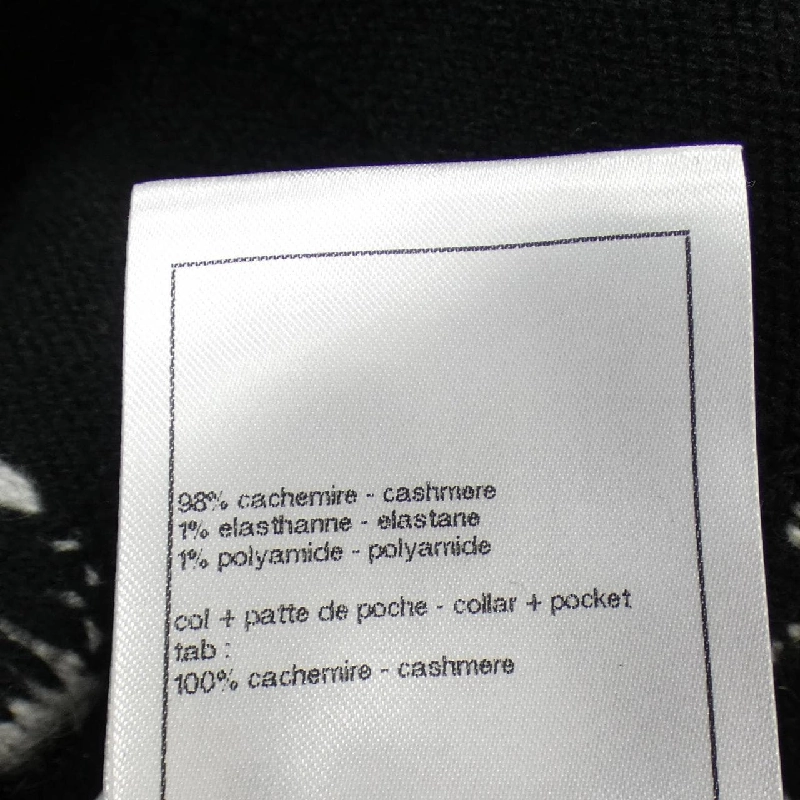 98% cachemire - cashmere
1% elasthanne - elastane
1% polyamide - polyamide
col + patte de poche - collar + pocket
tab :
100% cachemire - cashmere